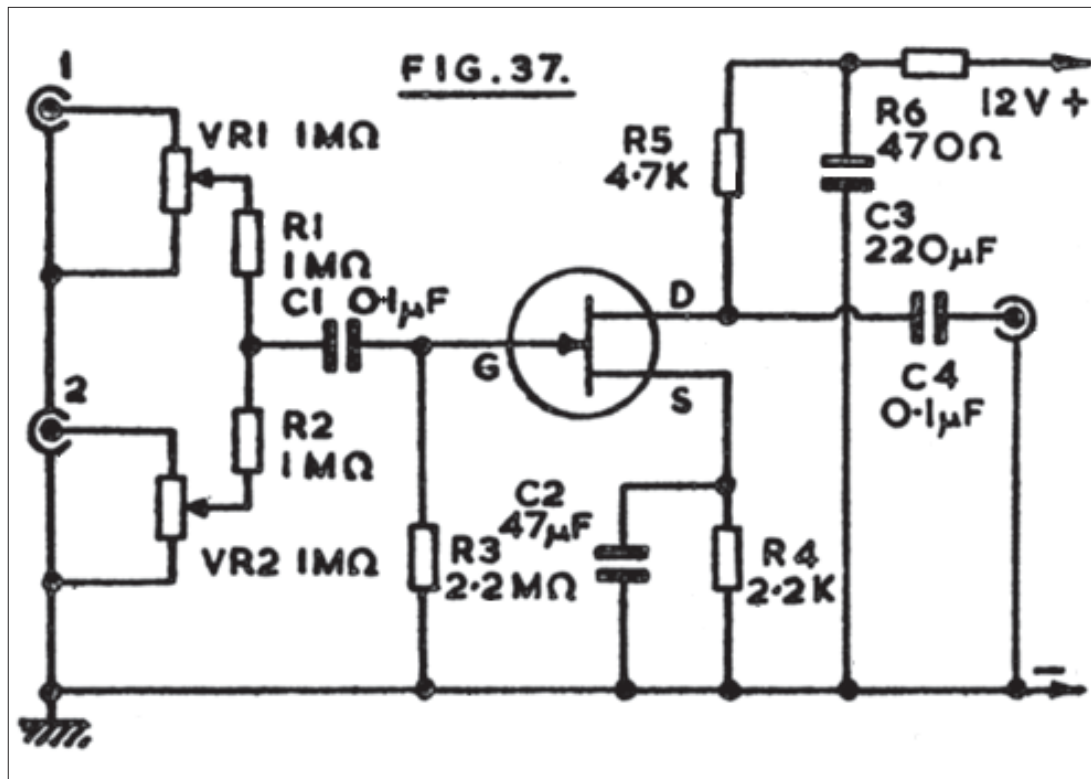 1
FIG.37.
VR1 1MΩ
R1
1MΩ
C1 0·1µF
2
R2
1MΩ
VR2 1MΩ
G
D
S
R5
4·7K
12V+
R6
470Ω
C3
220µF
C4
0·1µF
C2
47µF
R3
2·2MΩ
R4
2·2K
−